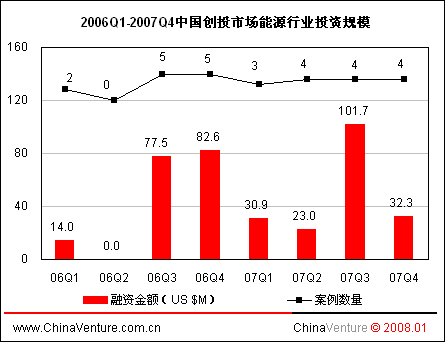 2006Q1-2007Q4中国创投市场能源行业投资规模
160
120
80
40
0
2 0 5 5 3 4 4 4
14.0 0.0 77.5 82.6 30.9 23.0 101.7 32.3
06Q1 06Q2 06Q3 06Q4 07Q1 07Q2 07Q3 07Q4
融资金额（US $M） 案例数量
www.ChinaVenture.com.cn ChinaVenture © 2008.01